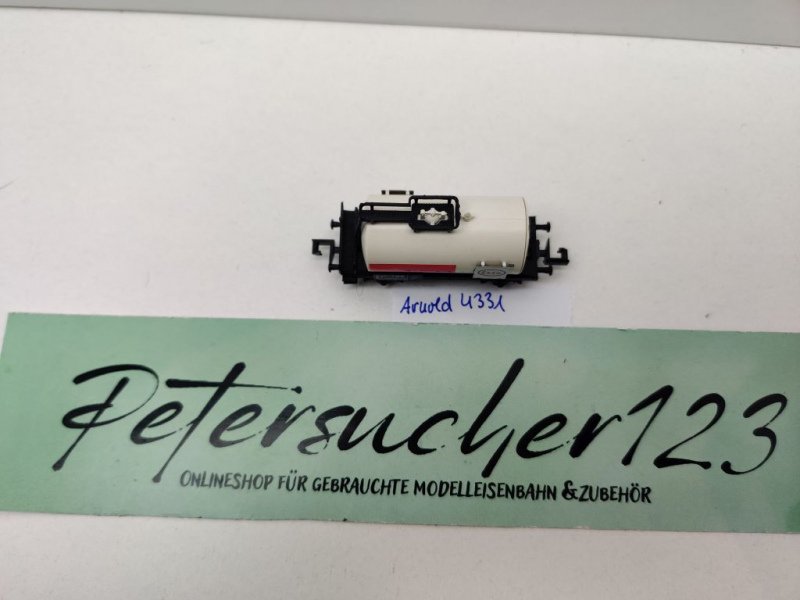 Arnold 4331
Petersucher123
ONLINESHOP FÜR GEBRAUCHTE MODELLEISENBAHN & ZUBEHÖR